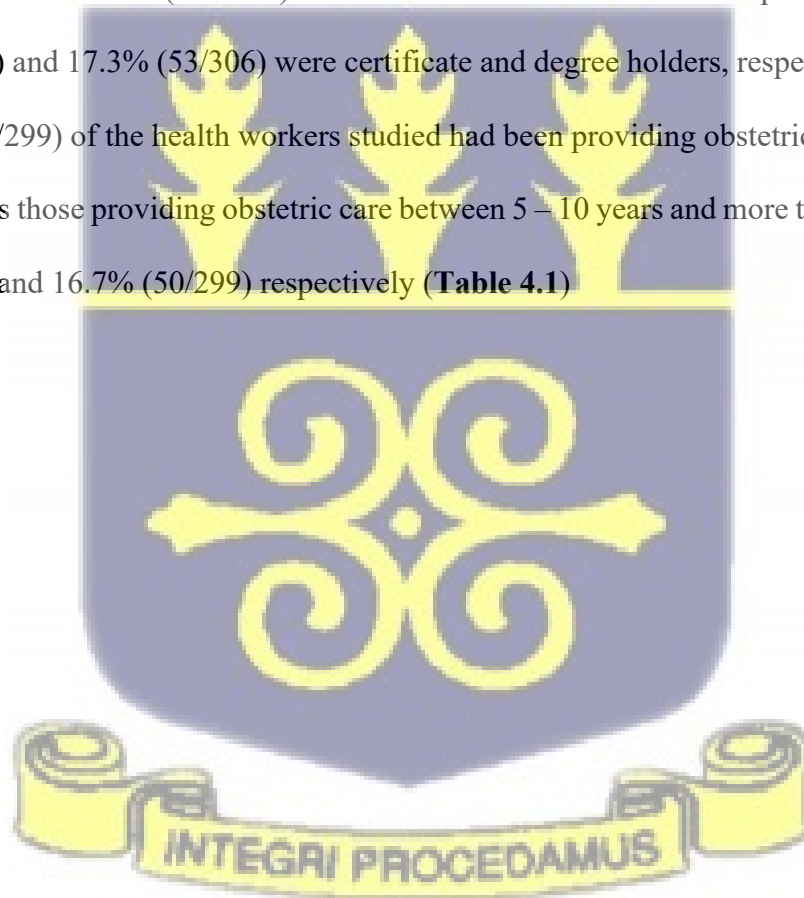 ) and 17.3% (53/306) were certificate and degree holders, respe
/299) of the health workers studied had been providing obstetric
s those providing obstetric care between 5 – 10 years and more t
and 16.7% (50/299) respectively (Table 4.1)
INTEGRI PROCEDAMUS